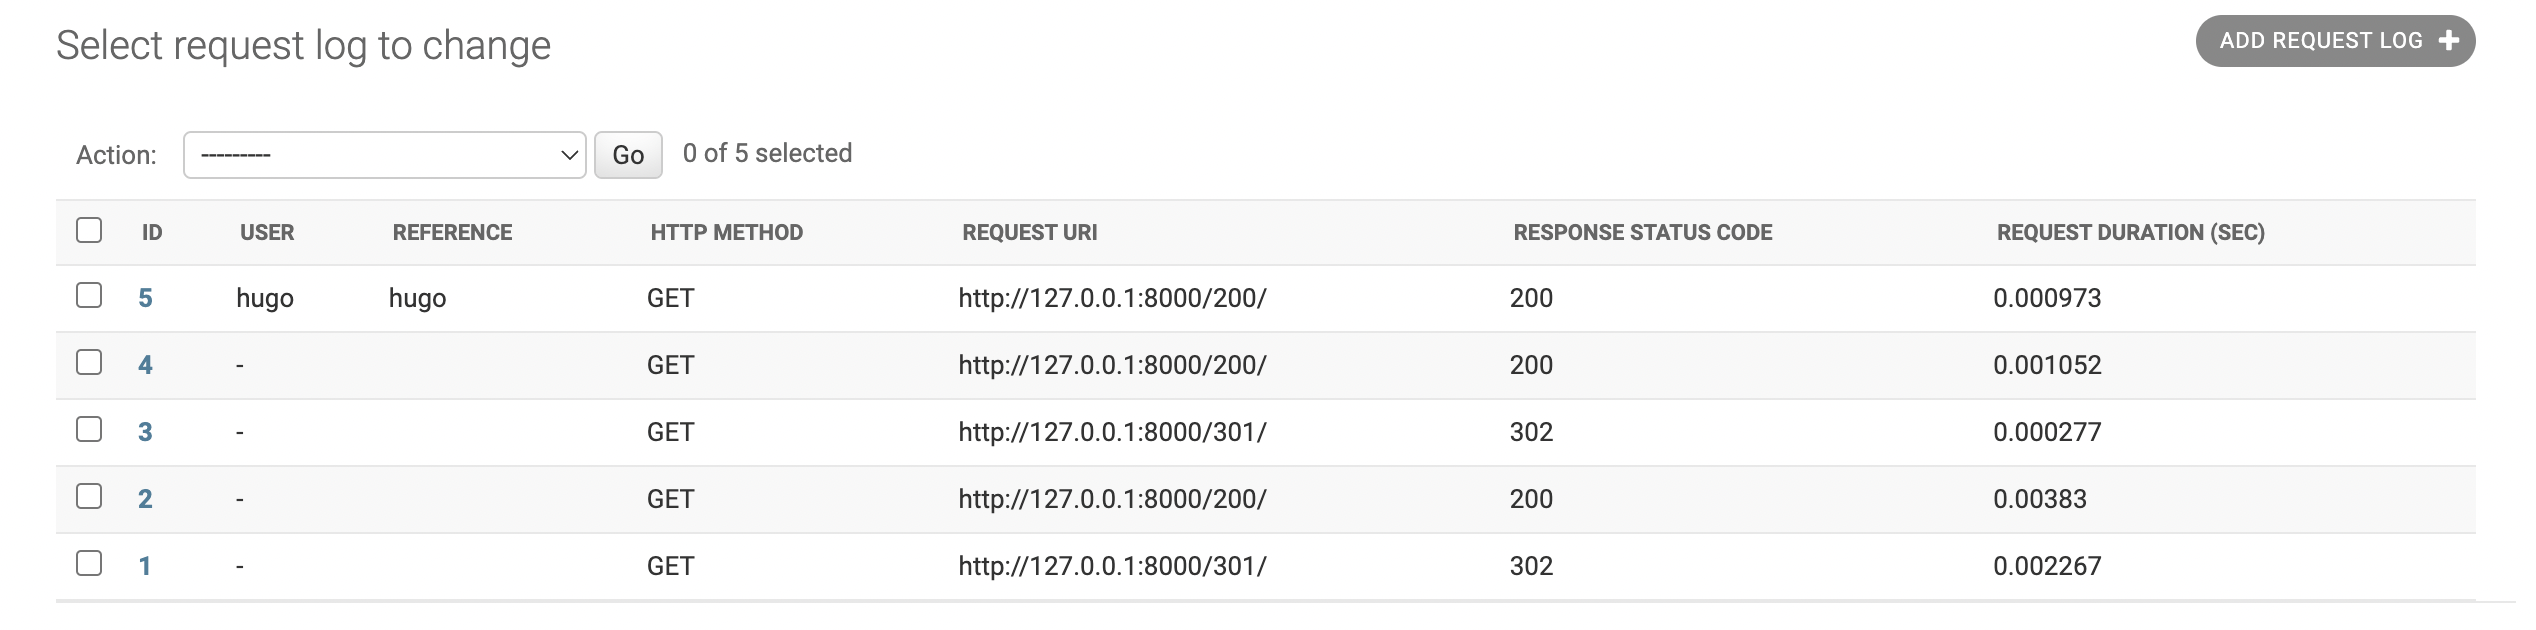 Select request log to change
ADD REQUEST LOG
Action: --------- Go 0 of 5 selected
ID USER REFERENCE HTTP METHOD REQUEST URI RESPONSE STATUS CODE REQUEST DURATION (SEC)
5 hugo hugo GET http://127.0.0.1:8000/200/ 200 0.000973
4 - GET http://127.0.0.1:8000/200/ 200 0.001052
3 - GET http://127.0.0.1:8000/301/ 302 0.000277
2 - GET http://127.0.0.1:8000/200/ 200 0.00383
1 - GET http://127.0.0.1:8000/301/ 302 0.002267